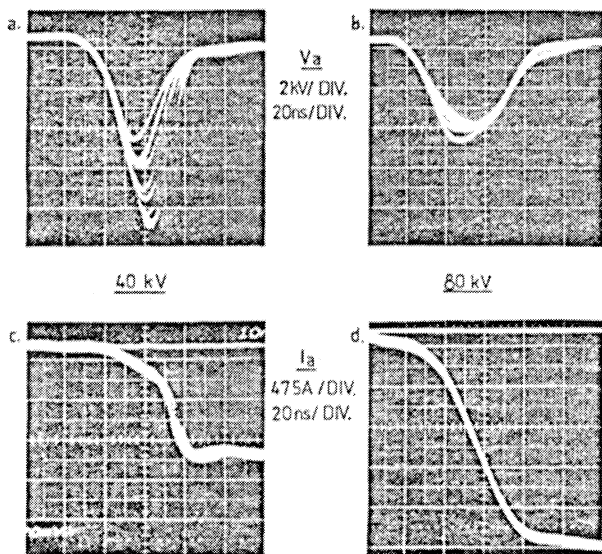 a.
b.
Va
2kV/ DIV.
20ns/DIV.
40 kV
80 kV
c.
d.
Ia
475A/DIV.
20ns/ DIV.